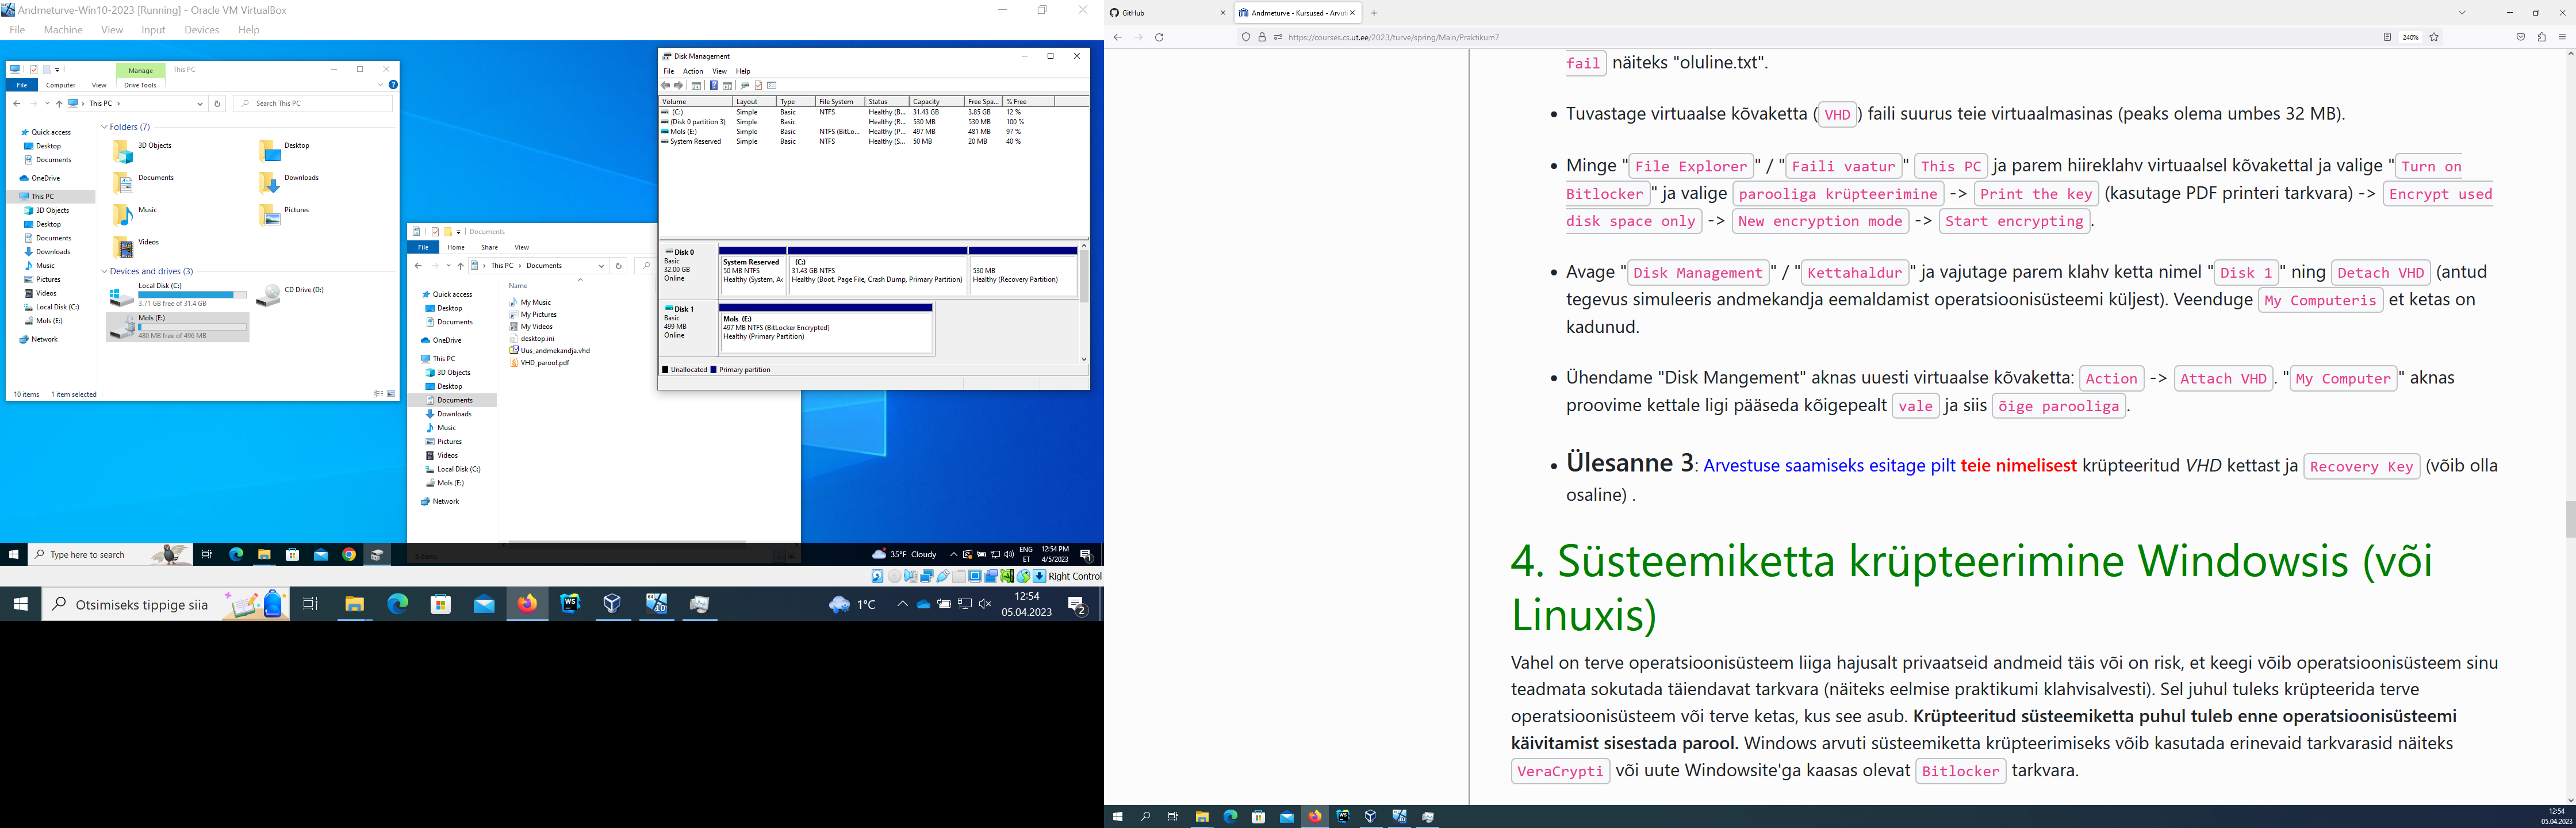 Andmeturve-Win10-2023 [Running] - Oracle VM VirtualBox
File Machine View Input Devices Help
Manage This PC
File Computer View Drive Tools
This PC
Search This PC
Quick access
Desktop
Documents
OneDrive
This PC
3D Objects
Desktop
Documents
Downloads
Music
Pictures
Videos
Local Disk (C:)
Mols (E:)
Network
Folders (7)
3D Objects
Desktop
Documents
Downloads
Music
Pictures
Videos
Devices and drives (3)
Local Disk (C:)
3.71 GB free of 31.4 GB
CD Drive (D:)
Mols (E:)
480 MB free of 496 MB
10 items 1 item selected
Documents
File Home Share View
This PC Documents
Quick access
Desktop
Documents
OneDrive
This PC
3D Objects
Desktop
Documents
Downloads
Music
Pictures
Videos
Local Disk (C:)
Mols (E:)
Network
Name
My Music
My Pictures
My Videos
desktop.ini
Uus_andmekandja.vhd
VHD_parool.pdf
Disk Management
File Action View Help
Volume Layout Type File System Status Capacity Free Spa... % Free
(C:) Simple Basic NTFS Healthy (B... 31.43 GB 3.85 GB 12 %
(Disk 0 partition 3) Simple Basic Healthy (R... 530 MB 530 MB 100 %
Mols (E:) Simple Basic NTFS (BitLo... Healthy (P... 497 MB 481 MB 97 %
System Reserved Simple Basic NTFS Healthy (S... 50 MB 20 MB 40 %
Disk 0
Basic
32.00 GB
Online
System Reserved
50 MB NTFS
Healthy (System, Ac
(C:)
31.43 GB NTFS
Healthy (Boot, Page File, Crash Dump, Primary Partition)
530 MB
Healthy (Recovery Partition)
Disk 1
Basic
499 MB
Online
Mols (E:)
497 MB NTFS (BitLocker Encrypted)
Healthy (Primary Partition)
Unallocated Primary partition
Type here to search
35°F Cloudy
ENG
ET
12:54 PM
4/5/2023
Right Control
Otsimiseks tippige siia
1°C
12:54
05.04.2023
2
GitHub
Andmeturve - Kursused - Arvut
https://courses.cs.ut.ee/2023/turve/spring/Main/Praktikum7
240%
fail näiteks "oluline.txt".
• Tuvastage virtuaalse kõvaketta ( VHD ) faili suurus teie virtuaalmasinas (peaks olema umbes 32 MB).
• Minge " File Explorer " / " Faili vaatur " This PC ja parem hiireklahv virtuaalsel kõvakettal ja valige " Turn on
Bitlocker " ja valige parooliga krüpteerimine -> Print the key (kasutage PDF printeri tarkvara) -> Encrypt used
disk space only -> New encryption mode -> Start encrypting .
• Avage " Disk Management " / " Kettahaldur " ja vajutage parem klahv ketta nimel " Disk 1 " ning Detach VHD (antud
tegevus simuleeris andmekandja eemaldamist operatsioonisüsteemi küljest). Veenduge My Computeris et ketas on
kadunud.
• Ühendame "Disk Mangement" aknas uuesti virtuaalse kõvaketta: Action -> Attach VHD . " My Computer " aknas
proovime kettale ligi pääseda kõigepealt vale ja siis õige parooliga .
• Ülesanne 3: Arvestuse saamiseks esitage pilt teie nimelisest krüpteeritud VHD kettast ja Recovery Key (võib olla
osaline) .
4. Süsteemiketta krüpteerimine Windowsis (või
Linuxis)
Vahel on terve operatsioonisüsteem liiga hajusalt privaatseid andmeid täis või on risk, et keegi võib operatsioonisüsteem sinu
teadmata sokutada täiendavat tarkvara (näiteks eelmise praktikumi klahvisalvesti). Sel juhul tuleks krüpteerida terve
operatsioonisüsteem või terve ketas, kus see asub. Krüpteeritud süsteemiketta puhul tuleb enne operatsioonisüsteemi
käivitamist sisestada parool. Windows arvuti süsteemiketta krüpteerimiseks võib kasutada erinevaid tarkvarasid näiteks
VeraCrypti või uute Windowsite'ga kaasas olevat Bitlocker tarkvara.
12:54
05.04.2023